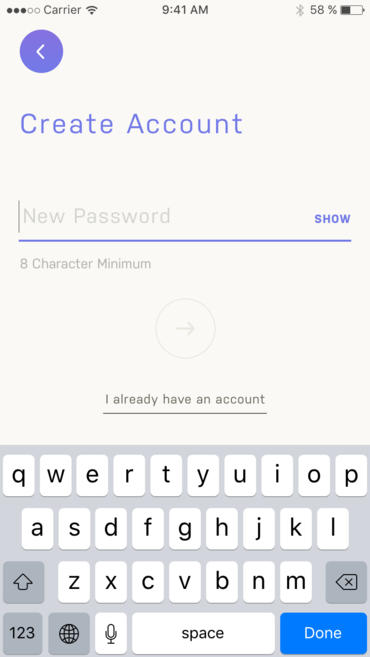 Carrier 9:41 AM 58 %
Create Account
New Password SHOW
8 Character Minimum
I already have an account
q w e r t y u i o p
a s d f g h j k l
z x c v b n m
123 space Done